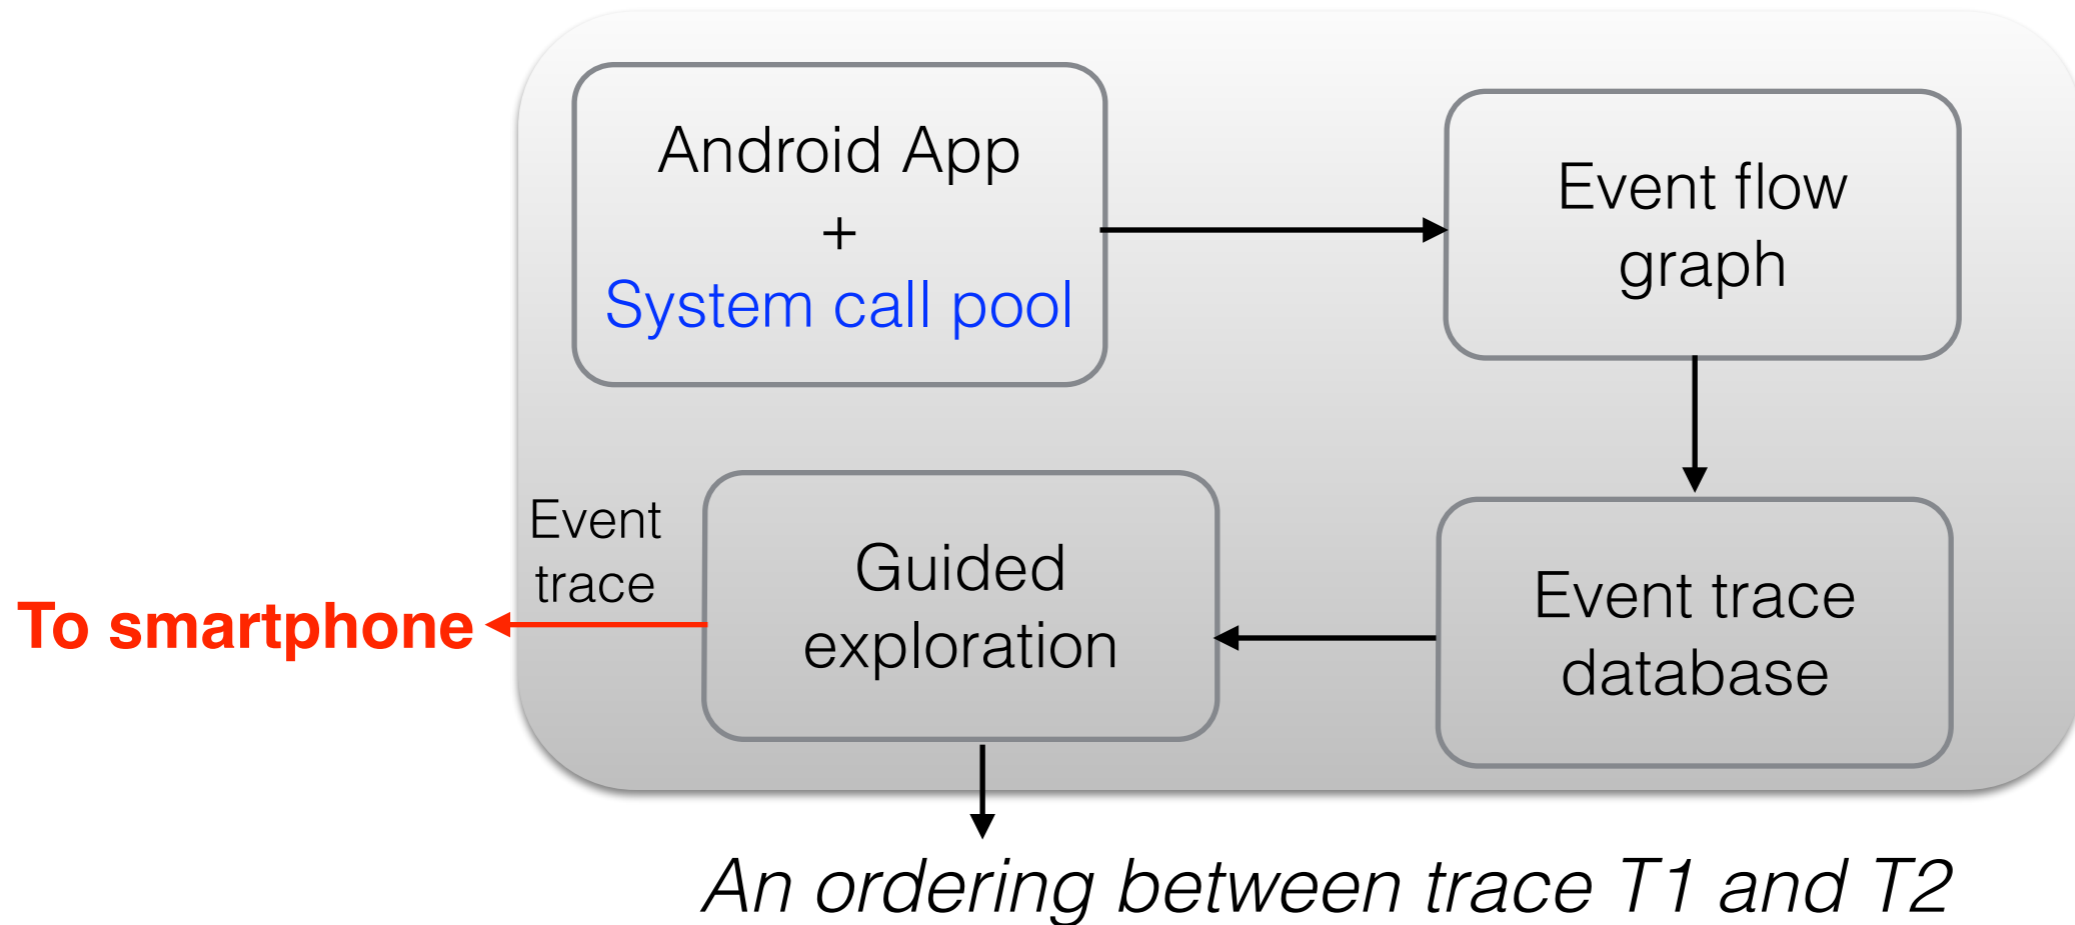 Android App
+
System call pool
Event flow
graph
Event
trace
To smartphone
Guided
exploration
Event trace
database
An ordering between trace T1 and T2